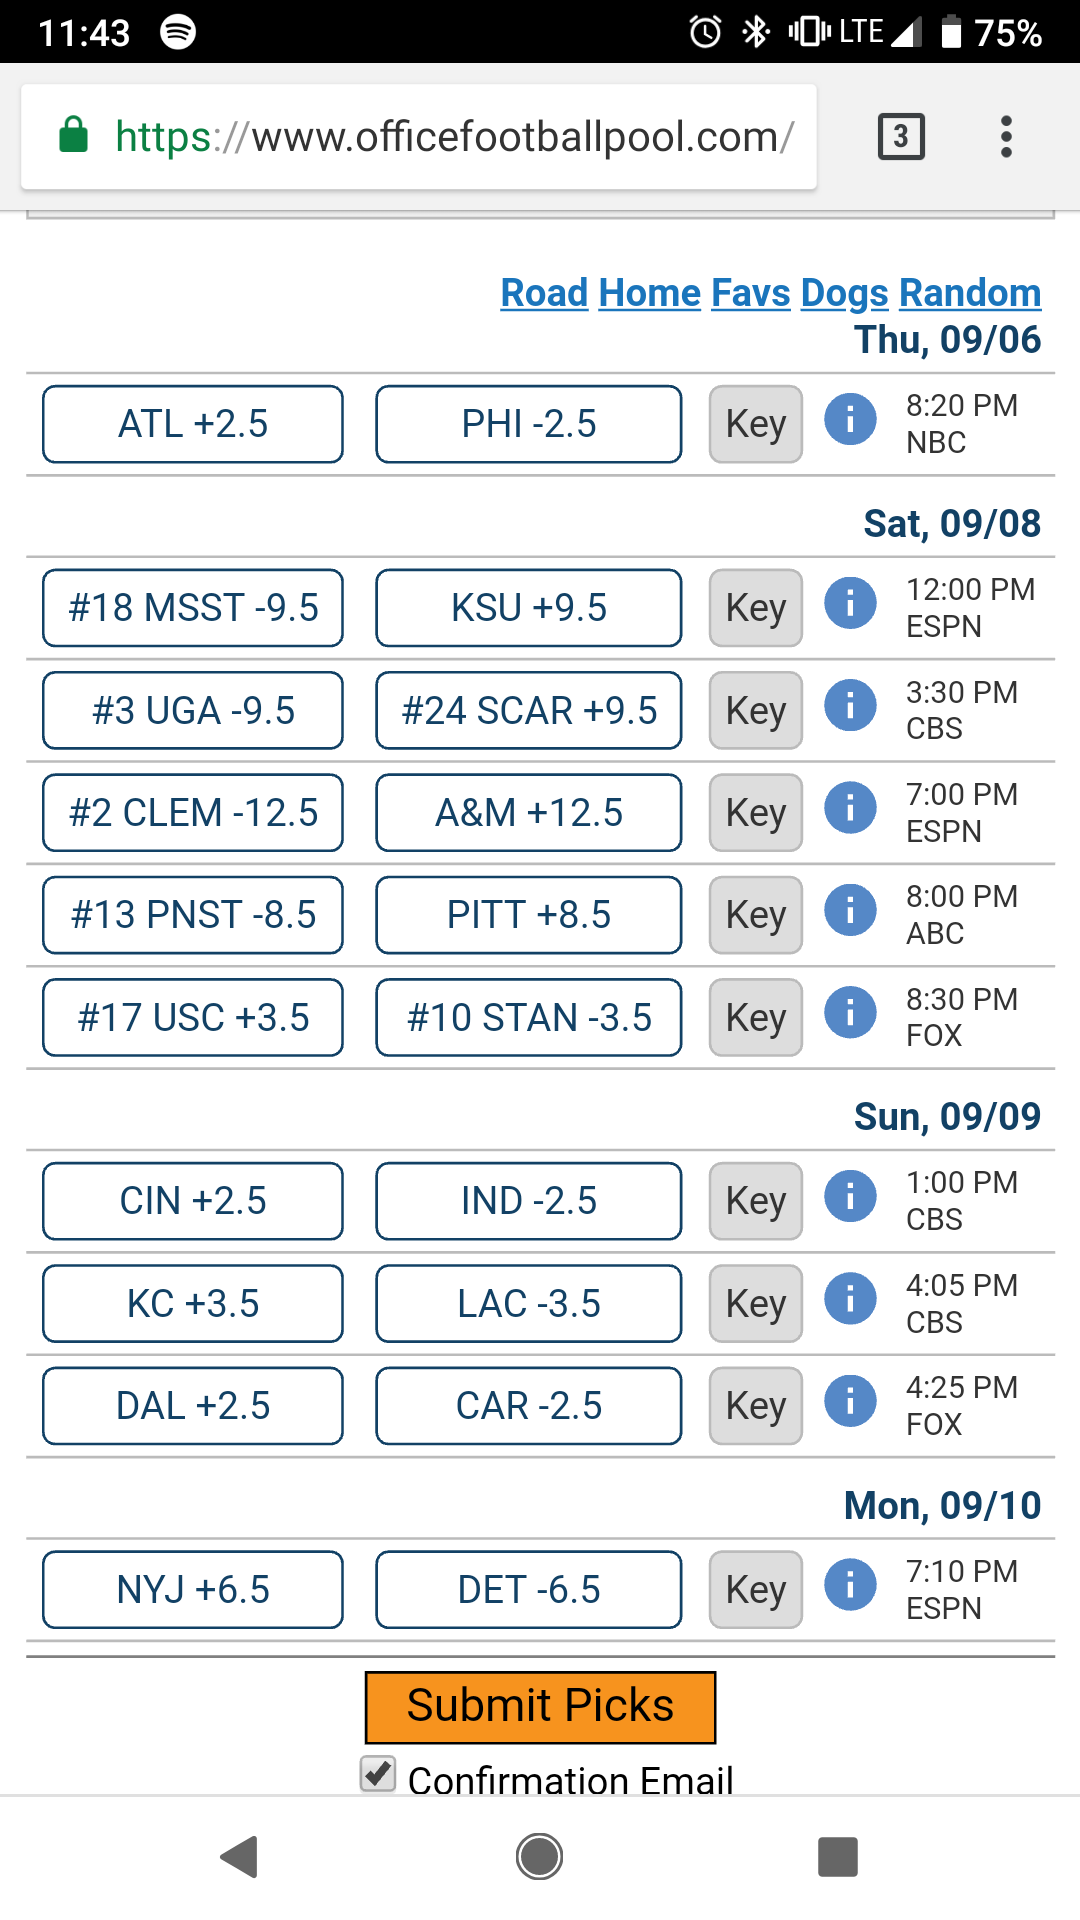 11:43 LTE 75%
https://www.officefootballpool.com/ 3
Road Home Favs Dogs Random
Thu, 09/06
ATL +2.5 PHI -2.5 Key i 8:20 PM
NBC
Sat, 09/08
#18 MSST -9.5 KSU +9.5 Key i 12:00 PM
ESPN
#3 UGA -9.5 #24 SCAR +9.5 Key i 3:30 PM
CBS
#2 CLEM -12.5 A&M +12.5 Key i 7:00 PM
ESPN
#13 PNST -8.5 PITT +8.5 Key i 8:00 PM
ABC
#17 USC +3.5 #10 STAN -3.5 Key i 8:30 PM
FOX
Sun, 09/09
CIN +2.5 IND -2.5 Key i 1:00 PM
CBS
KC +3.5 LAC -3.5 Key i 4:05 PM
CBS
DAL +2.5 CAR -2.5 Key i 4:25 PM
FOX
Mon, 09/10
NYJ +6.5 DET -6.5 Key i 7:10 PM
ESPN
Submit Picks
Confirmation Email